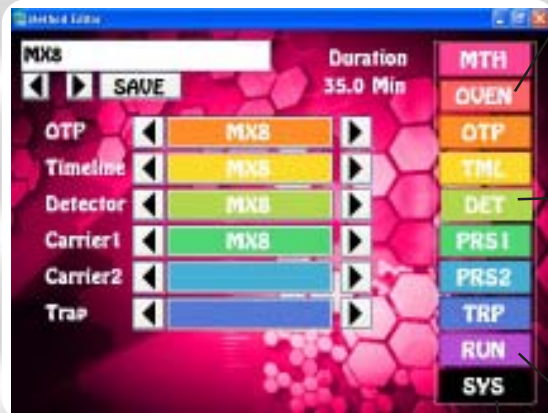 Method Editor
MX8
Duration
SAVE
35.0 Min
OTP MX8
Timeline MX8
Detector MX8
Carrier1 MX8
Carrier2
Trap
MTH
OVEN
OTP
TML
DET
PRS1
PRS2
TRP
RUN
SYS